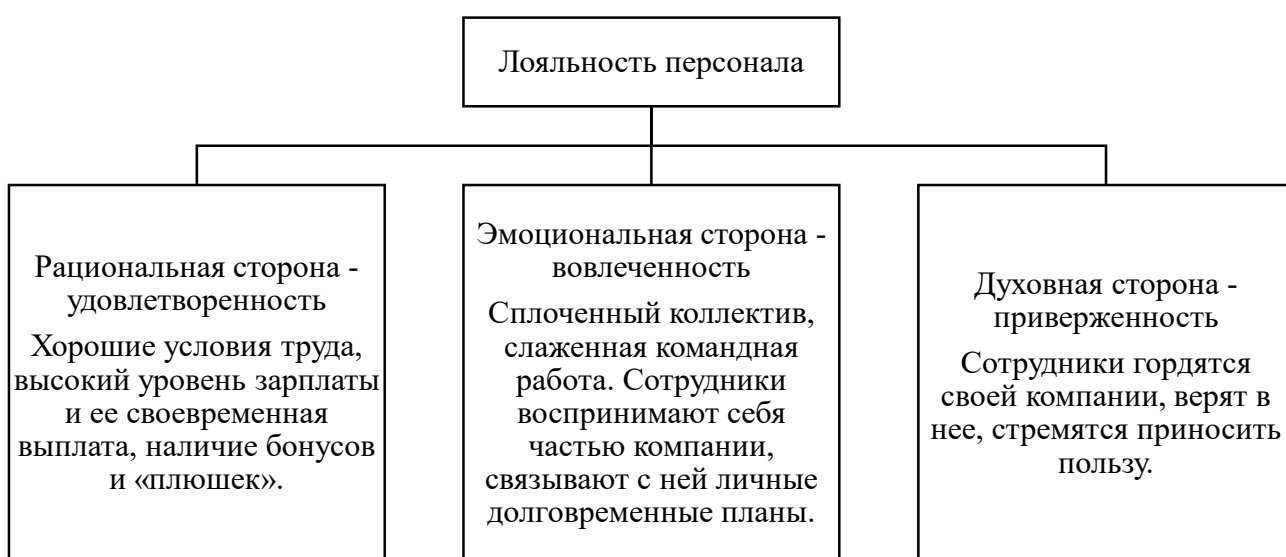 Лояльность персонала
Рациональная сторона -
удовлетворенность
Хорошие условия труда,
высокий уровень зарплаты
и ее своевременная
выплата, наличие бонусов
и «плюшек».
Эмоциональная сторона -
вовлеченность
Сплоченный коллектив,
слаженная командная
работа. Сотрудники
воспринимают себя
частью компании,
связывают с ней личные
долговременные планы.
Духовная сторона -
приверженность
Сотрудники гордятся
своей компании, верят в
нее, стремятся приносить
пользу.